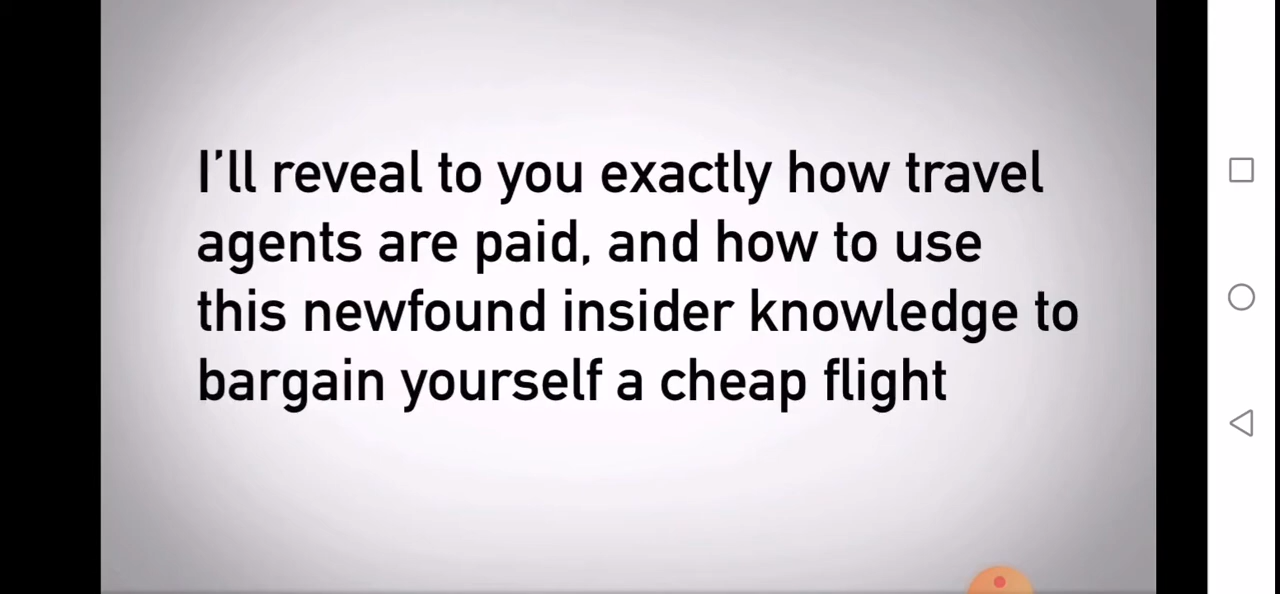 I'll reveal to you exactly how travel
agents are paid, and how to use
this newfound insider knowledge to
bargain yourself a cheap flight